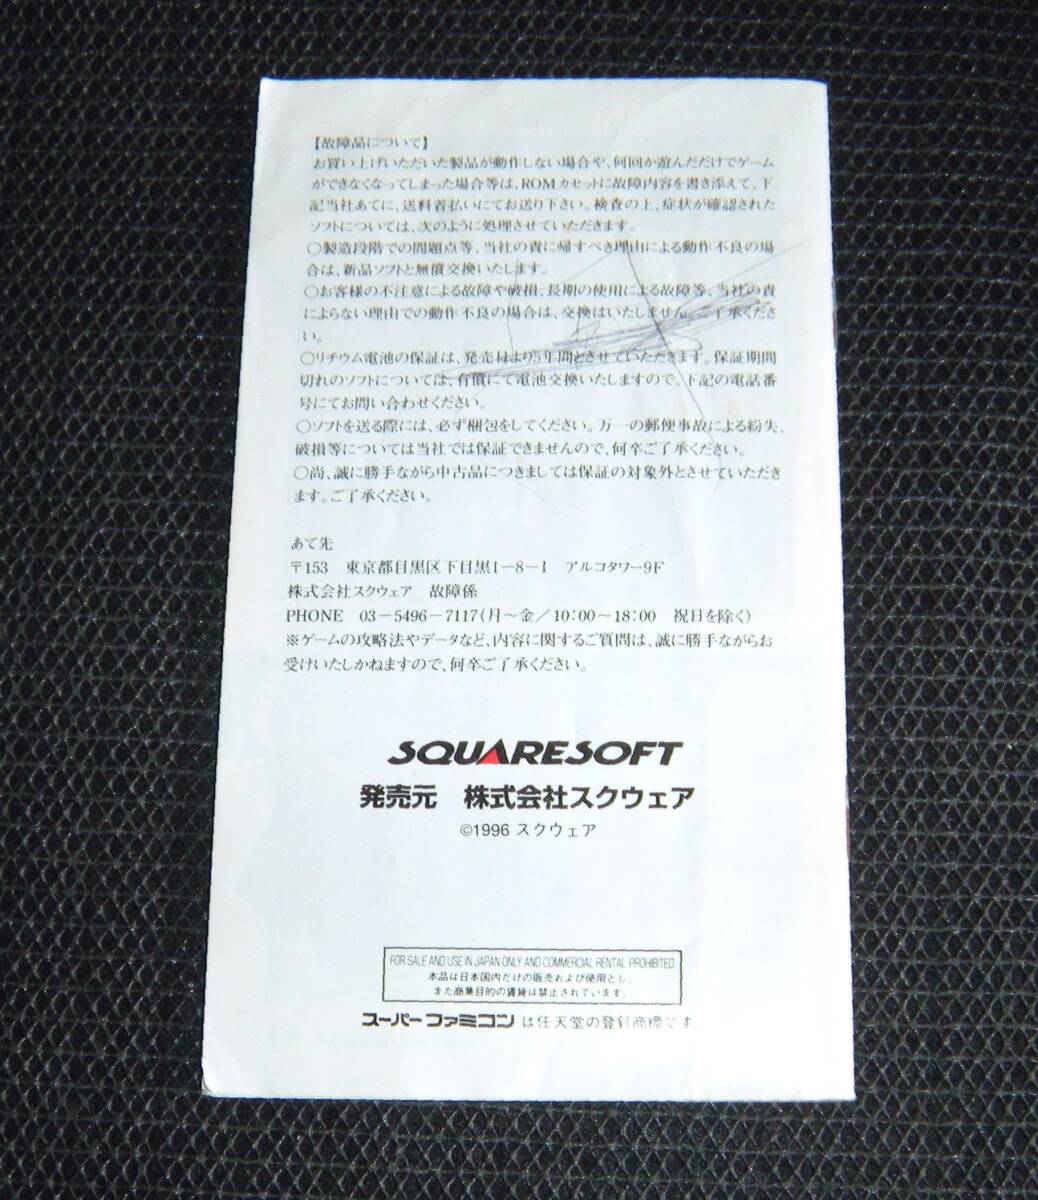 【故障品について】
お買い上げいただいた製品が動作しない場合や、何回か遊んだだけでゲーム
ができなくなってしまった場合等は、ROMカセットに故障内容を書き添えて、下
記当社あてに、送料着払いにてお送り下さい。検査の上、症状が確認された
ソフトについては、次のように処理させていただきます。
○製造段階での問題点等、当社の責に帰すべき理由による動作不良の場
合は、新品ソフトと無償交換いたします。
○お客様の不注意による故障や破損、長期の使用による故障等、当社の責
によらない理由での動作不良の場合は、交換はいたしません。ご了承くださ
い。
○リチウム電池の保証は、発売日より5年間とさせていただきます。保証期間
切れのソフトについては、有償にて電池交換いたしますので、下記の電話番
号にてお問い合わせください。
○ソフトを送る際には、必ず梱包をしてください。万一の郵便事故による紛失、
破損等については当社では保証できませんので、何卒ご了承ください。
○尚、誠に勝手ながら中古品につきましては保証の対象外とさせていただき
ます。ご了承ください。
あて先
〒153 東京都目黒区下目黒1-8-1 アルコタワー9F
株式会社スクウェア 故障係
PHONE 03-5496-7117(月〜金/10:00〜18:00 祝日を除く)
※ゲームの攻略法やデータなど、内容に関するご質問は、誠に勝手ながらお
受けいたしかねますので、何卒ご了承ください。
SQUARESOFT
発売元 株式会社スクウェア
©1996 スクウェア
FOR SALE AND USE IN JAPAN ONLY AND COMMERCIAL RENTAL PROHIBITED.
本品は日本国内だけの販売および使用とし、
また商業目的の賃貸は禁止されています。
スーパーファミコンは任天堂の登録商標です